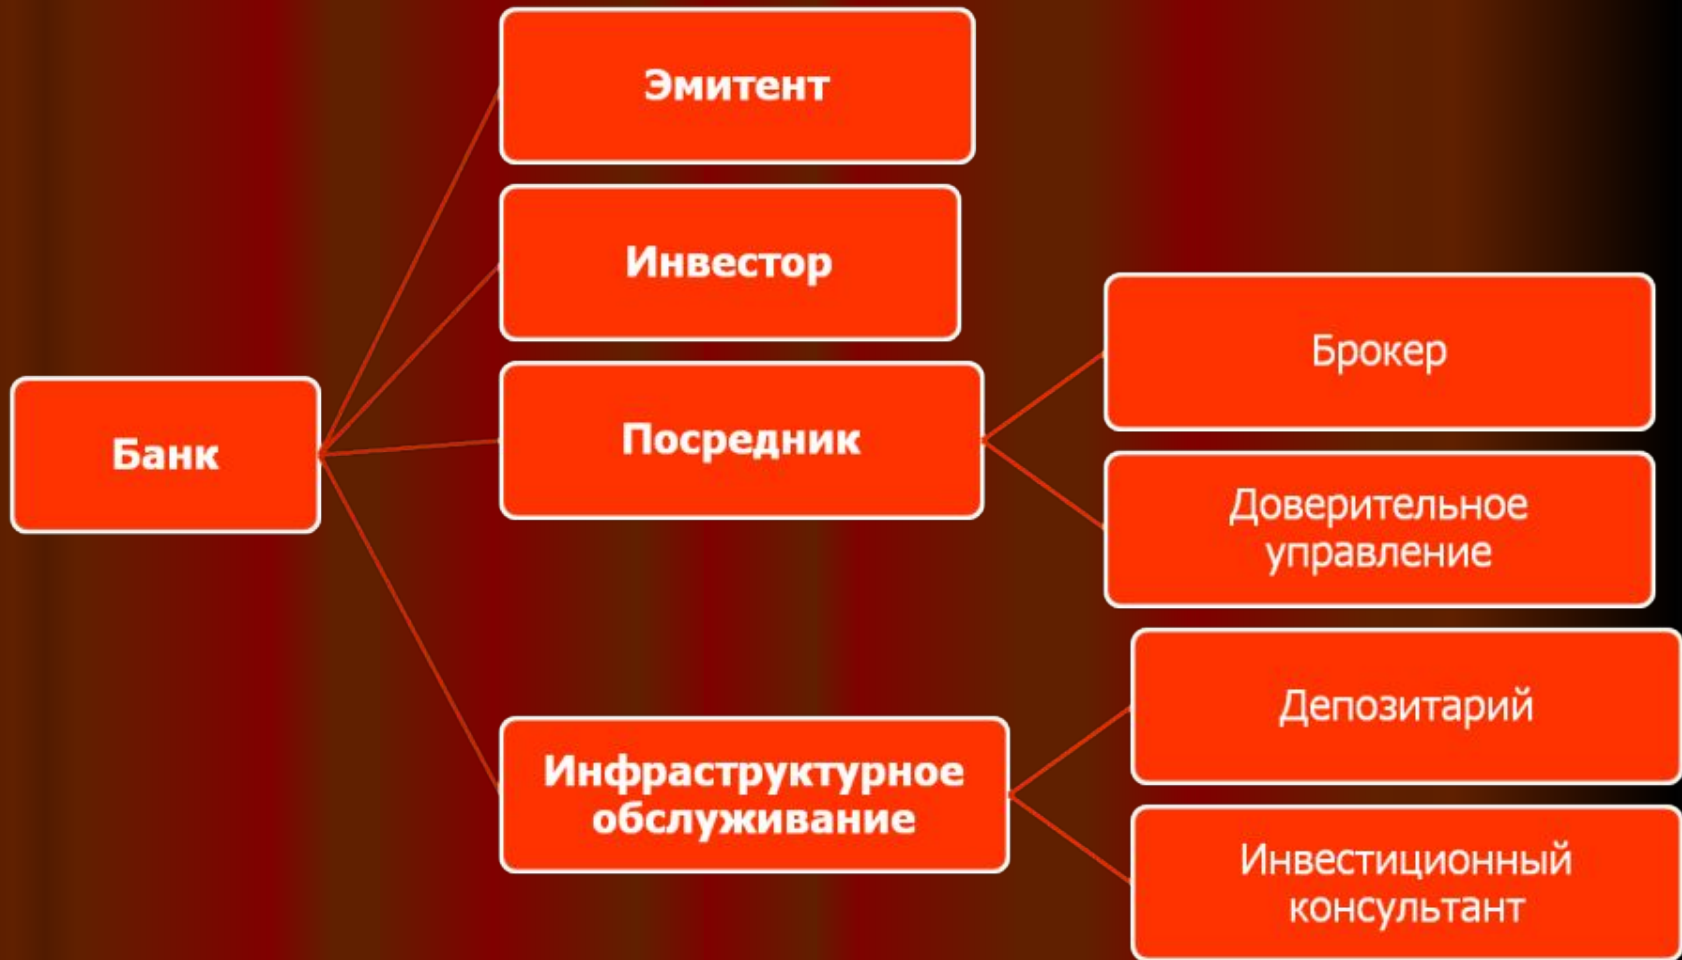 Эмитент
Инвестор
Банк
Посредник
Брокер
Доверительное
управление
Инфраструктурное
обслуживание
Депозитарий
Инвестиционный
консультант